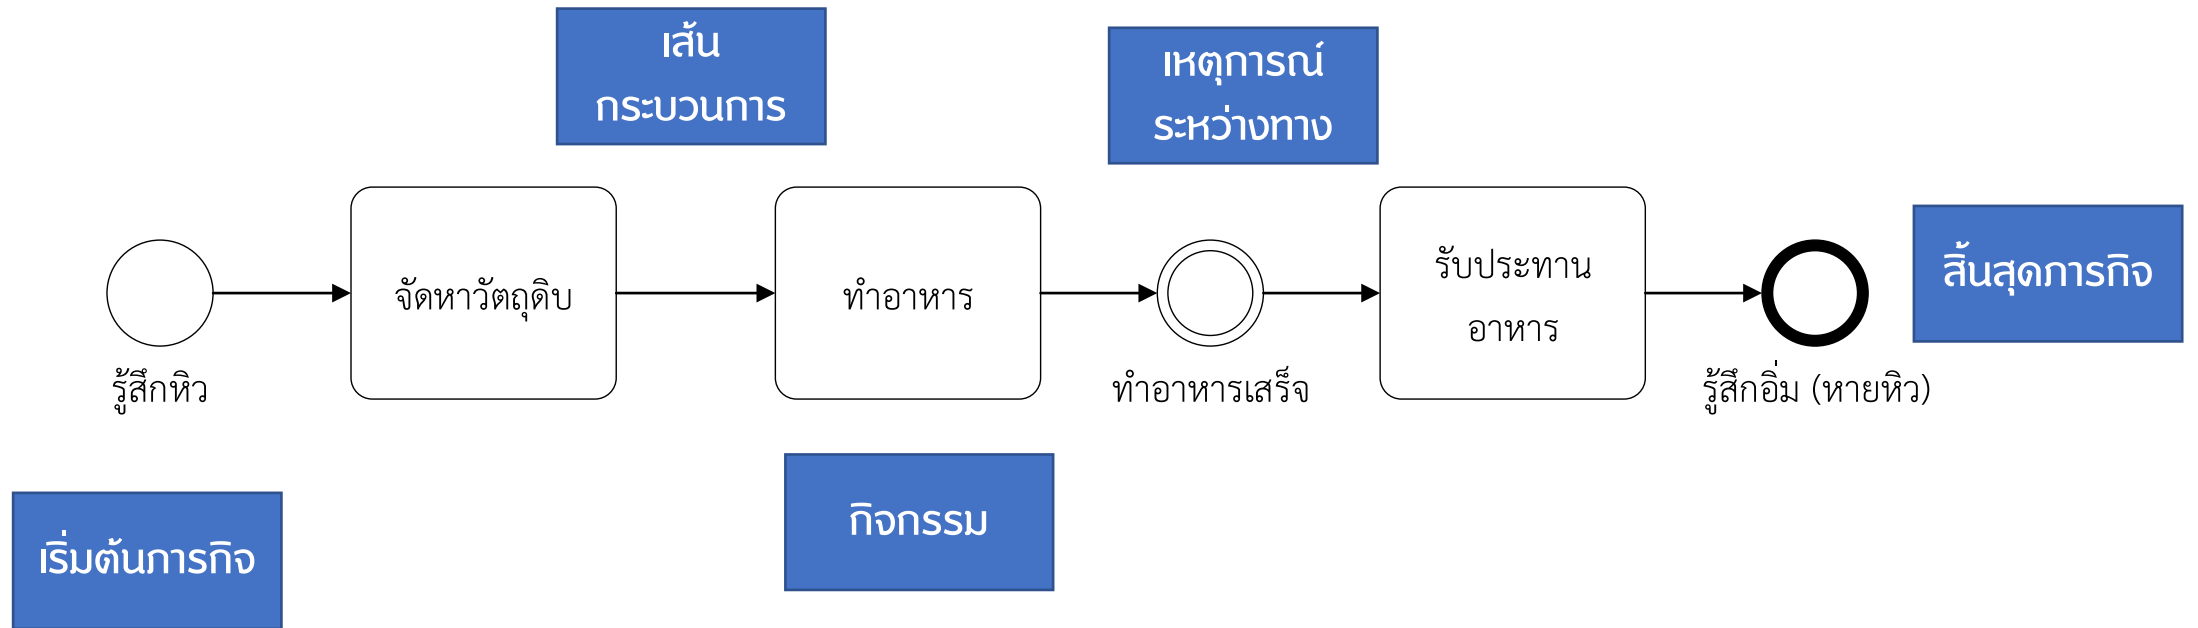 เส้น
กระบวนการ
เหตุการณ์
ระหว่างทาง
จัดหาวัตถุดิบ
ทำอาหาร
รับประทาน
อาหาร
สิ้นสุดภารกิจ
รู้สึกหิว
ทำอาหารเสร็จ
รู้สึกอิ่ม (หายหิว)
กิจกรรม
เริ่มต้นภารกิจ